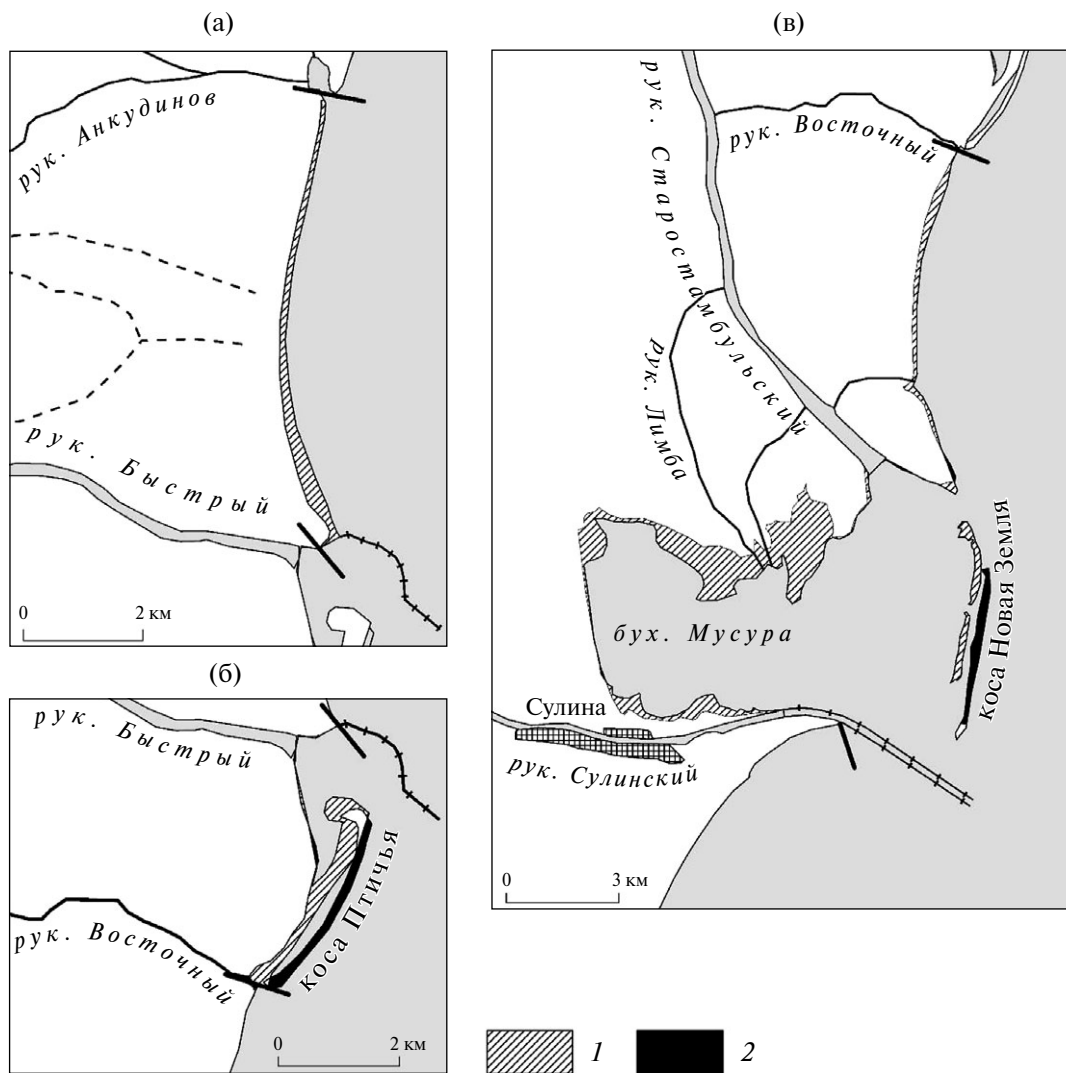 (а)
рук. Анкудинов
рук. Быстрый
0 2 км
(б)
рук. Быстрый
рук. Восточный
коса Птичья
0 2 км
(в)
рук. Старостамбульский
рук. Восточный
рук. Лимба
бух. Мусура
коса Новая Земля
Сулина
рук. Сулинский
0 3 км
1 2